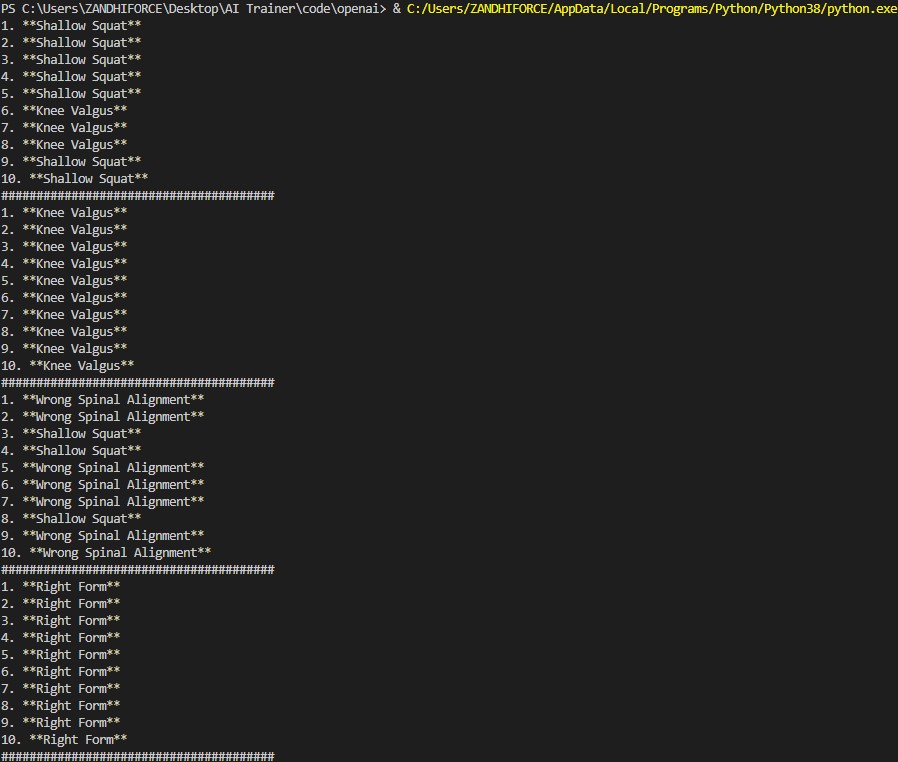 PS C:\Users\ZANDHIFORCE\Desktop\AI Trainer\code\openai> & C:/Users/ZANDHIFORCE/AppData/Local/Programs/Python/Python38/python.exe
1. **Shallow Squat**
2. **Shallow Squat**
3. **Shallow Squat**
4. **Shallow Squat**
5. **Shallow Squat**
6. **Knee Valgus**
7. **Knee Valgus**
8. **Knee Valgus**
9. **Shallow Squat**
10. **Shallow Squat**
#######################################
1. **Knee Valgus**
2. **Knee Valgus**
3. **Knee Valgus**
4. **Knee Valgus**
5. **Knee Valgus**
6. **Knee Valgus**
7. **Knee Valgus**
8. **Knee Valgus**
9. **Knee Valgus**
10. **Knee Valgus**
#######################################
1. **Wrong Spinal Alignment**
2. **Wrong Spinal Alignment**
3. **Shallow Squat**
4. **Shallow Squat**
5. **Wrong Spinal Alignment**
6. **Wrong Spinal Alignment**
7. **Wrong Spinal Alignment**
8. **Shallow Squat**
9. **Wrong Spinal Alignment**
10. **Wrong Spinal Alignment**
#######################################
1. **Right Form**
2. **Right Form**
3. **Right Form**
4. **Right Form**
5. **Right Form**
6. **Right Form**
7. **Right Form**
8. **Right Form**
9. **Right Form**
10. **Right Form**
#######################################